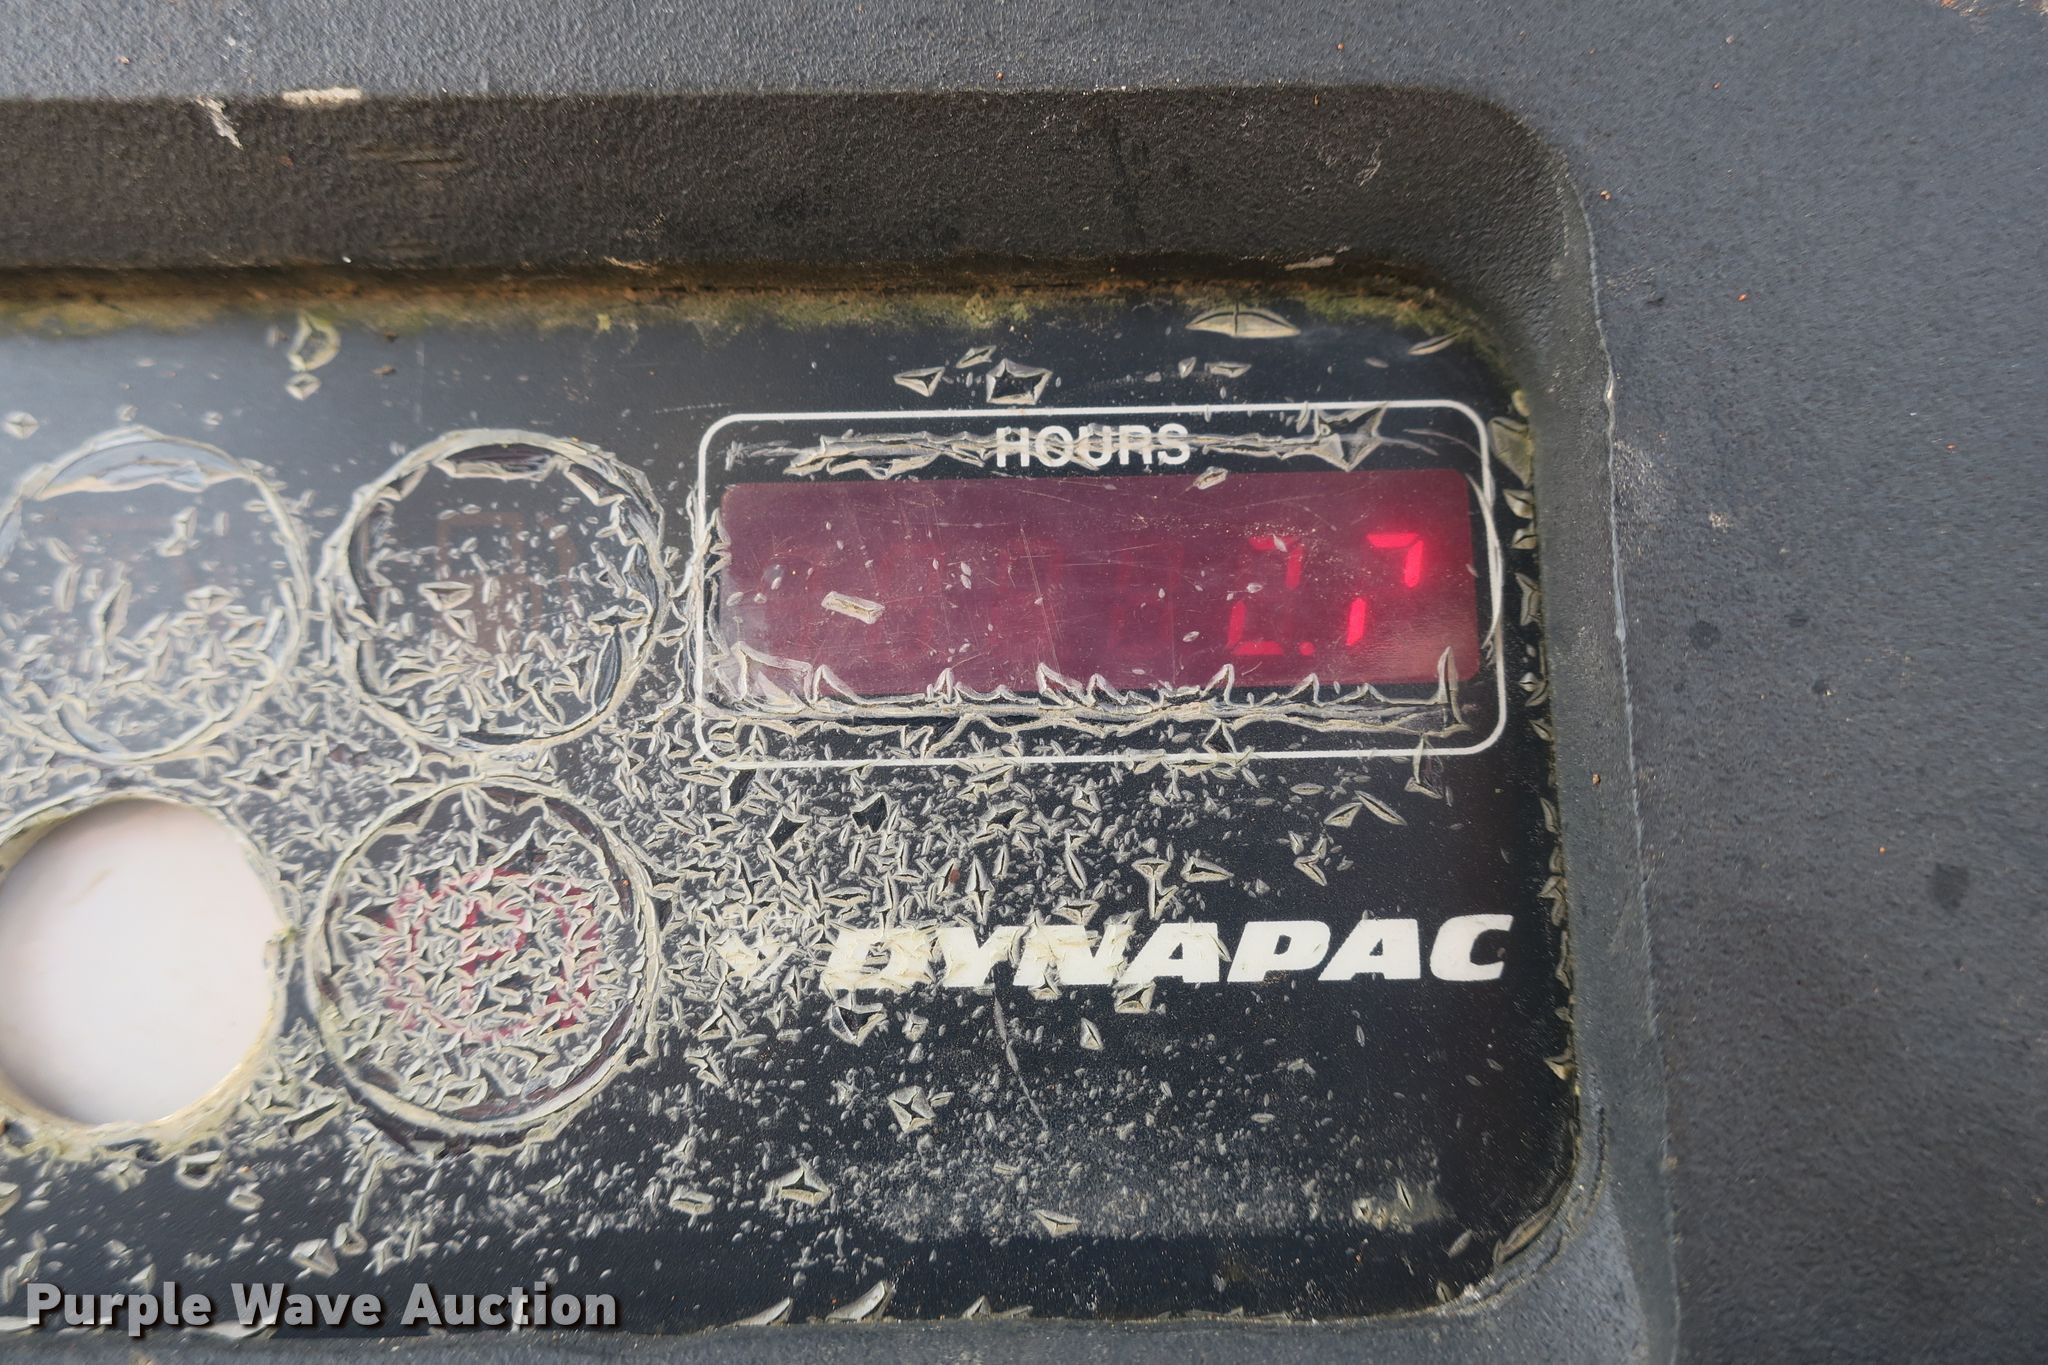 HOURS
2.7
DYNAPAC
Purple Wave Auction